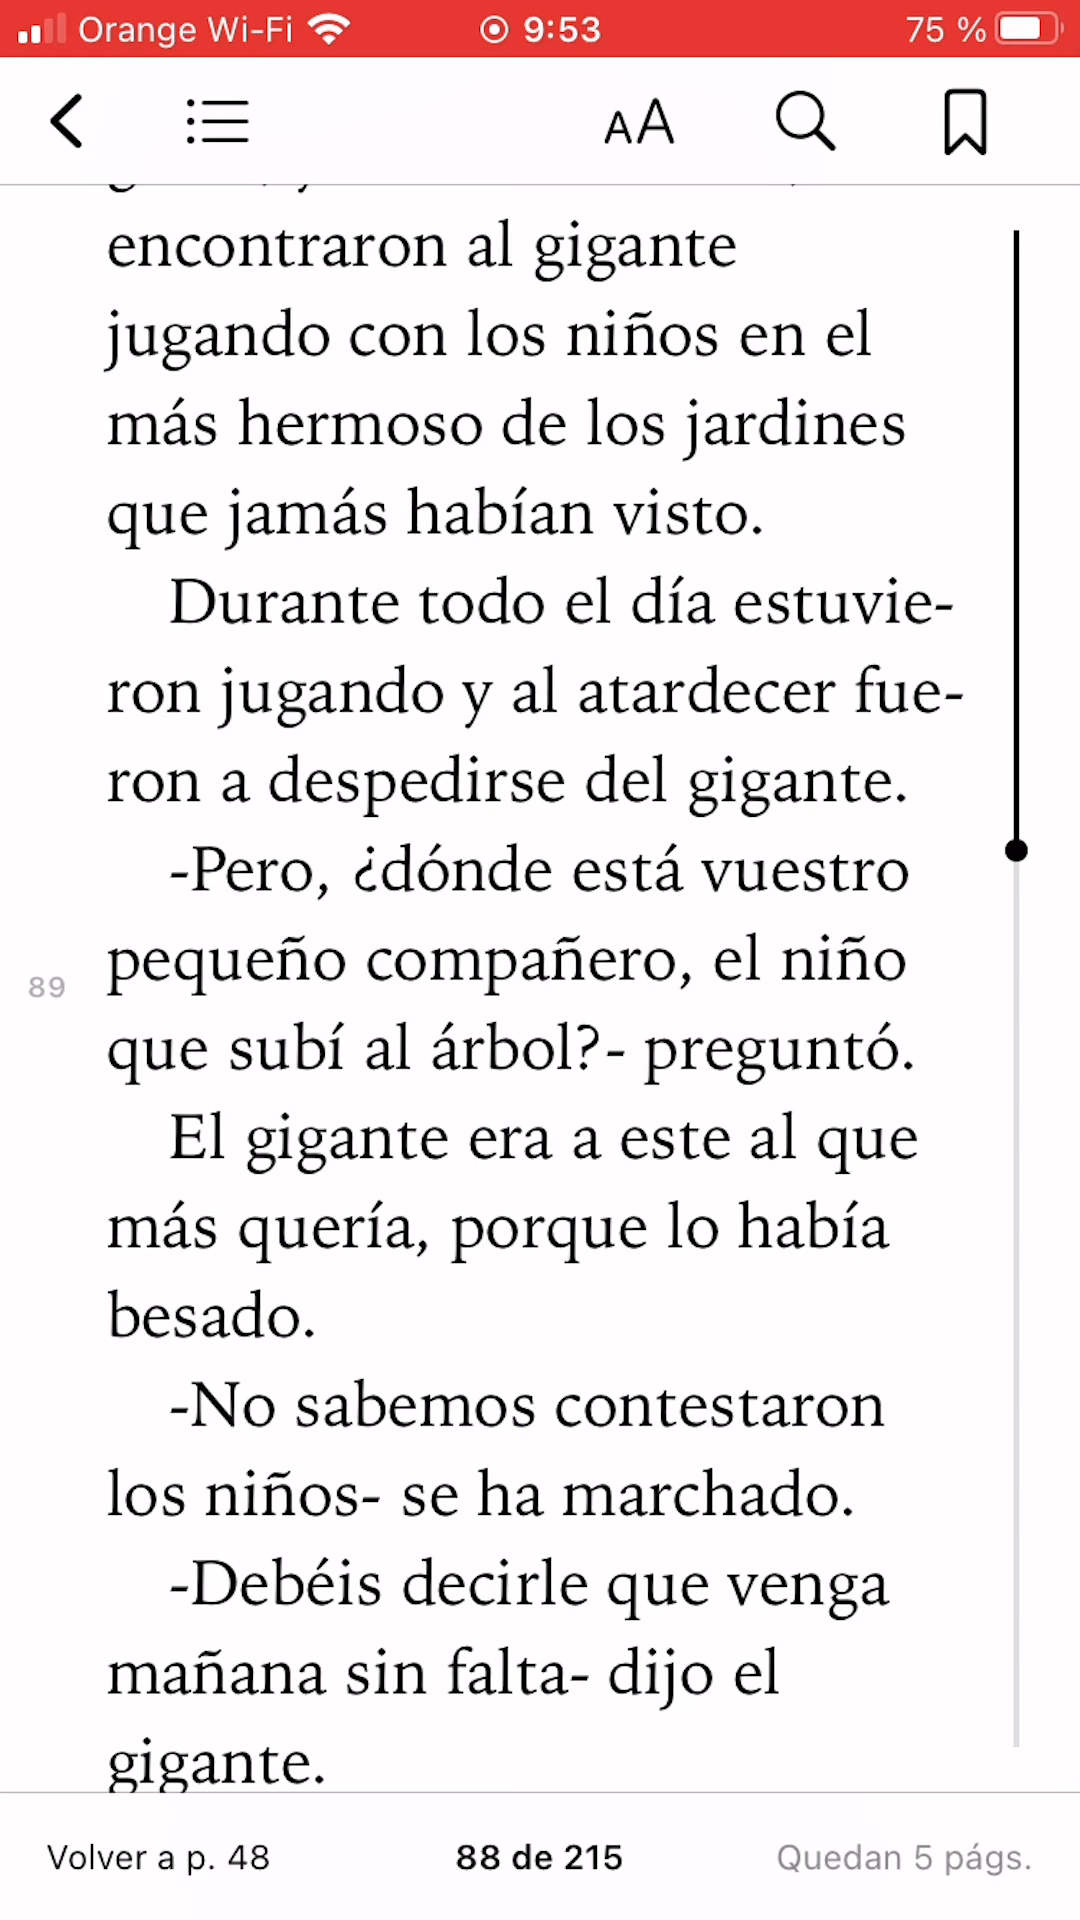 Orange Wi-Fi 9:53 75 %
AA
encontraron al gigante
jugando con los niños en el
más hermoso de los jardines
que jamás habían visto.
Durante todo el día estuvie-
ron jugando y al atardecer fue-
ron a despedirse del gigante.
-Pero, ¿dónde está vuestro
pequeño compañero, el niño
89
que subí al árbol?- preguntó.
El gigante era a este al que
más quería, porque lo había
besado.
-No sabemos contestaron
los niños- se ha marchado.
-Debéis decirle que venga
mañana sin falta- dijo el
gigante.
Volver a p. 48 88 de 215 Quedan 5 págs.